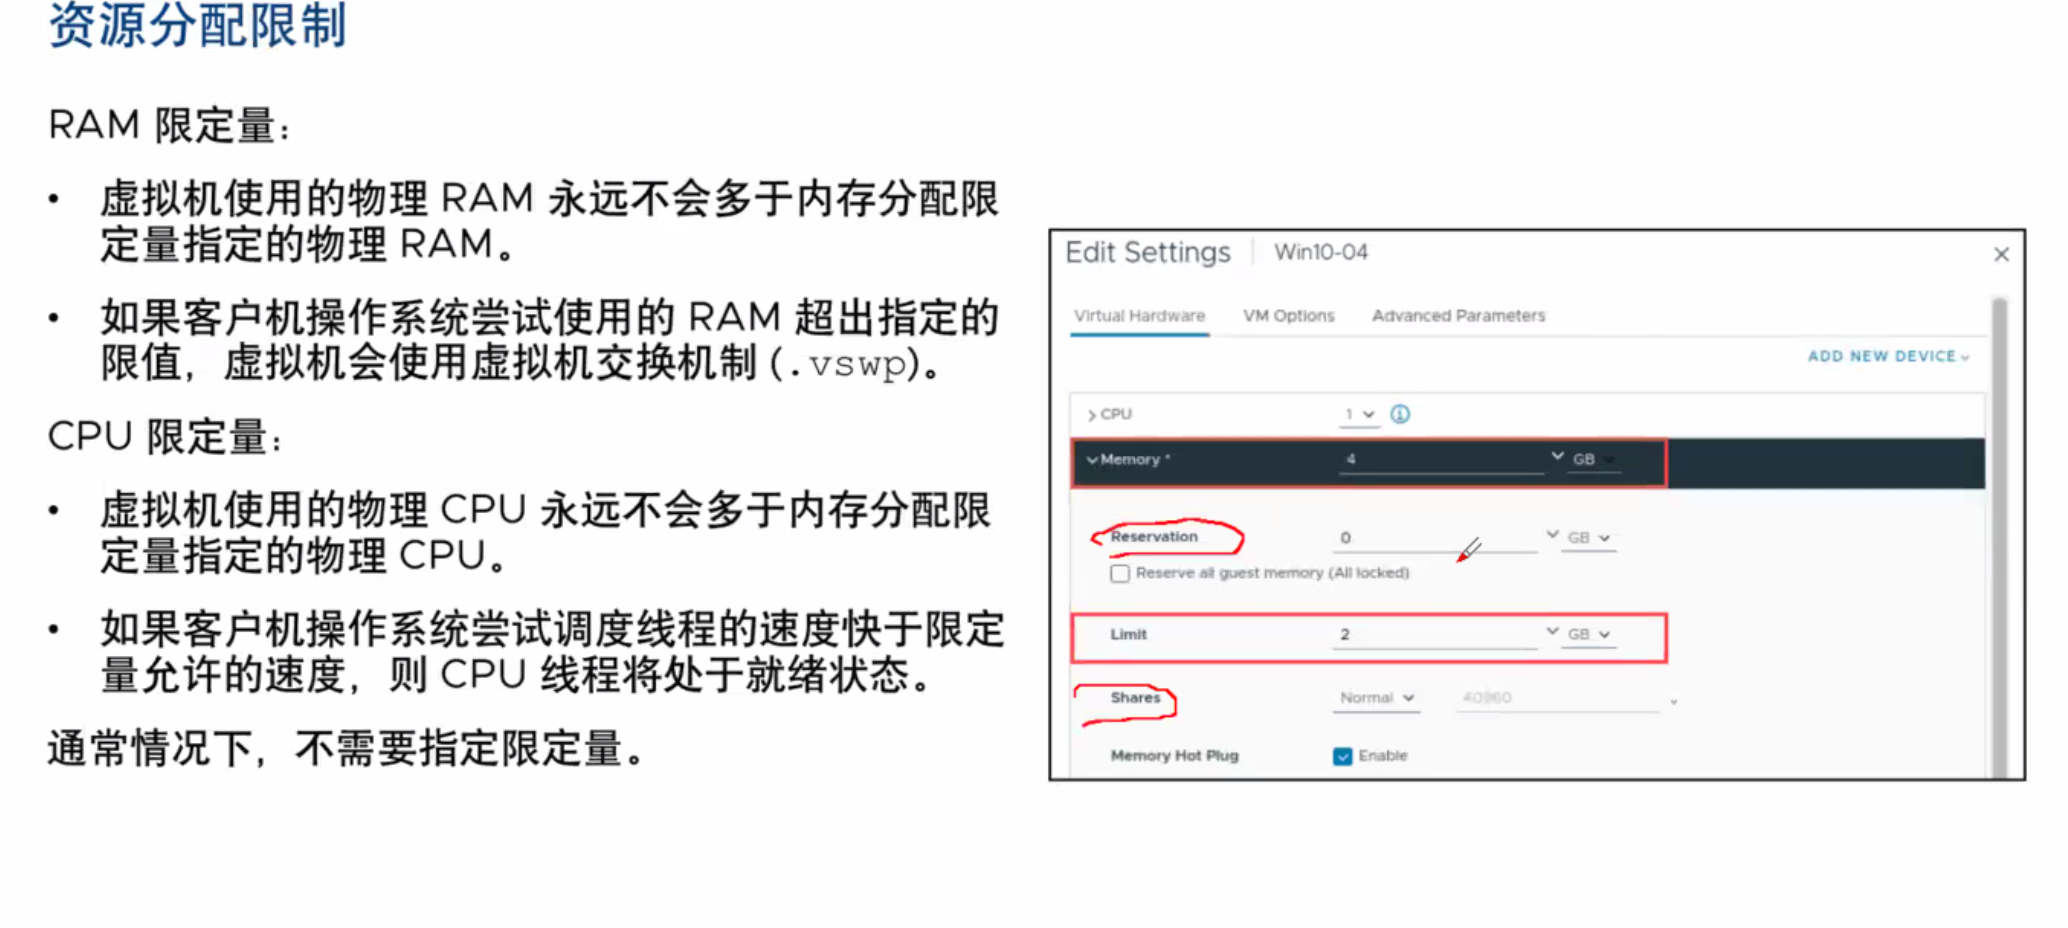 资源分配限制
RAM 限定量：
• 虚拟机使用的物理 RAM 永远不会多于内存分配限
定量指定的物理 RAM。
• 如果客户机操作系统尝试使用的 RAM 超出指定的
限值，虚拟机会使用虚拟机交换机制 (.vswp)。
CPU 限定量：
• 虚拟机使用的物理 CPU 永远不会多于内存分配限
定量指定的物理 CPU。
• 如果客户机操作系统尝试调度线程的速度快于限定
量允许的速度，则 CPU 线程将处于就绪状态。
通常情况下，不需要指定限定量。
Edit Settings Win10-04
Virtual Hardware VM Options Advanced Parameters
ADD NEW DEVICE
CPU 1
Memory * 4 GB
Reservation 0 GB
Reserve all guest memory (All locked)
Limit 2 GB
Shares Normal 40960
Memory Hot Plug Enable